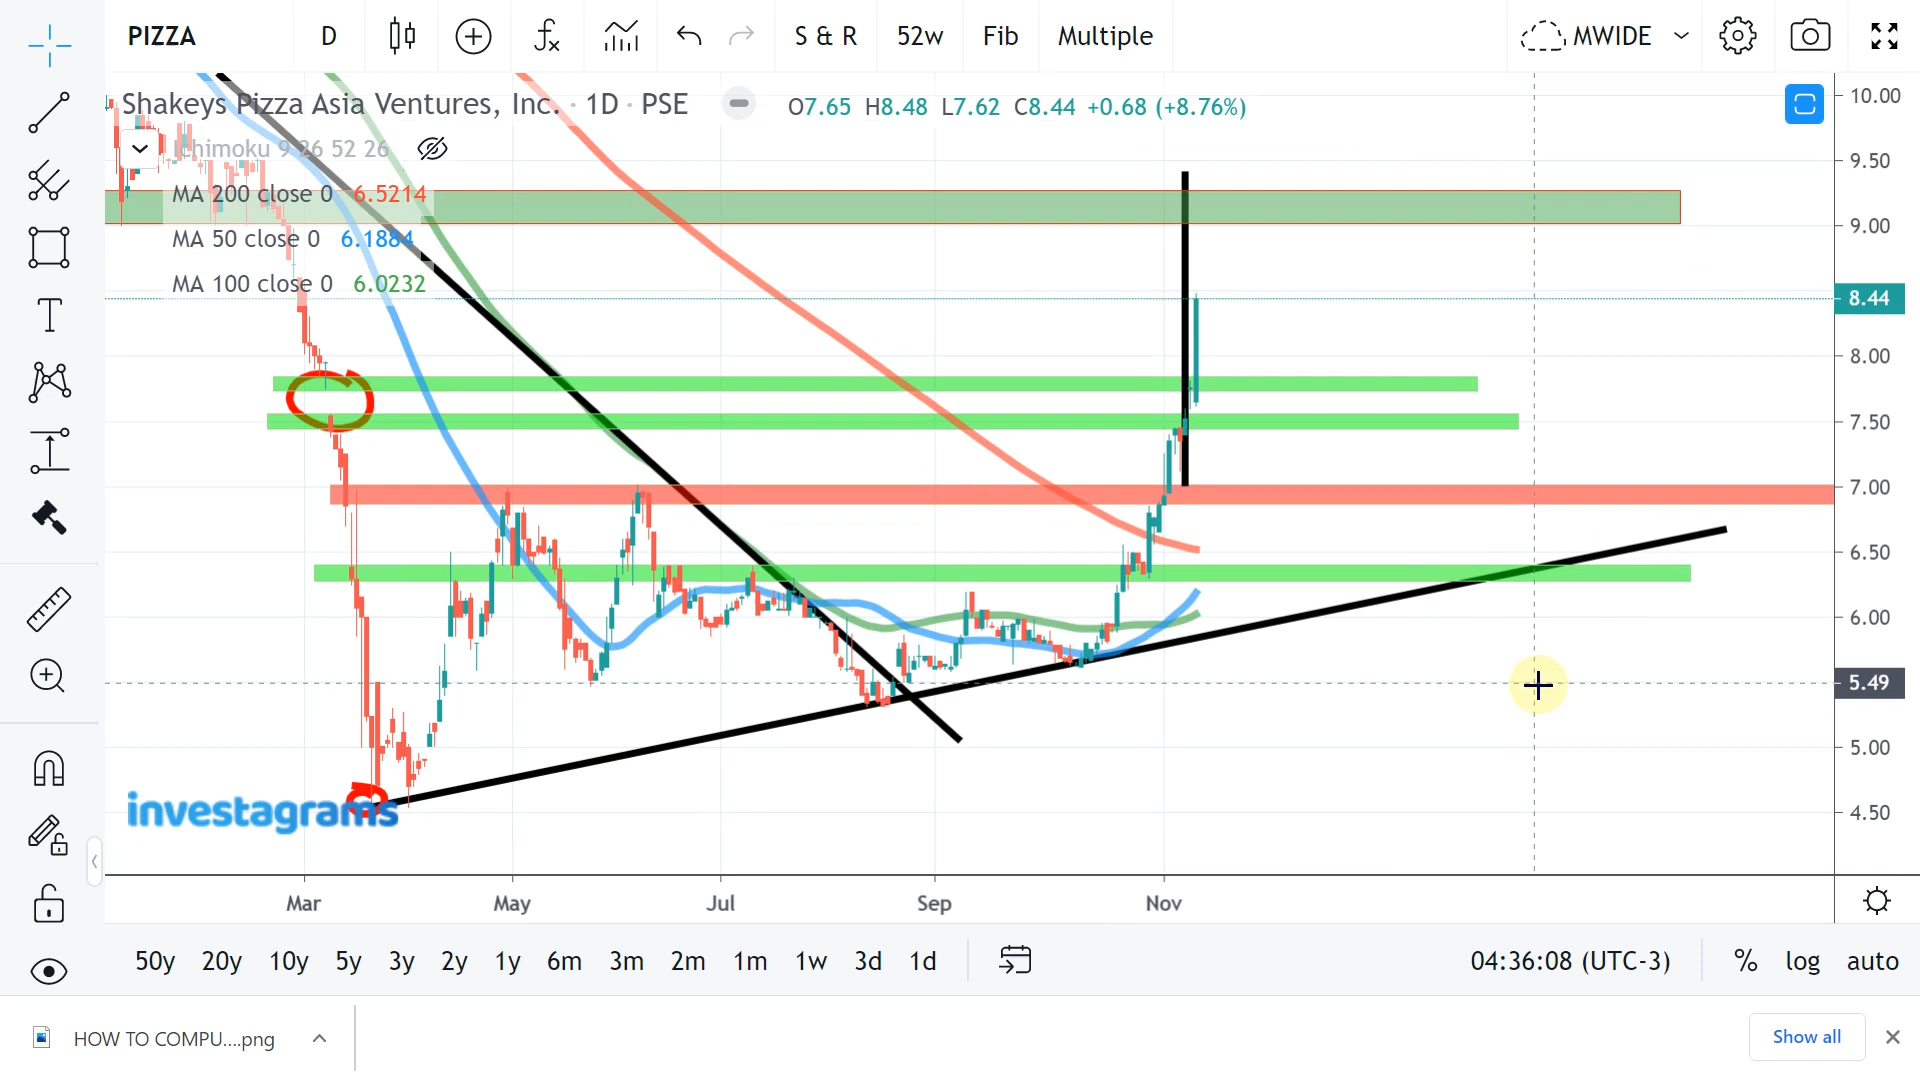 PIZZA D S & R 52w Fib Multiple MWIDE
Shakeys Pizza Asia Ventures, Inc. · 1D · PSE O7.65 H8.48 L7.62 C8.44 +0.68 (+8.76%)
Ichimoku 9 26 52 26
MA 200 close 0 6.5214
MA 50 close 0 6.1884
MA 100 close 0 6.0232
10.00
9.50
9.00
8.44
8.00
7.50
7.00
6.50
6.00
5.49
5.00
4.50
investagrams
Mar May Jul Sep Nov
50y 20y 10y 5y 3y 2y 1y 6m 3m 2m 1m 1w 3d 1d 04:36:08 (UTC-3) % log auto
HOW TO COMPU....png Show all